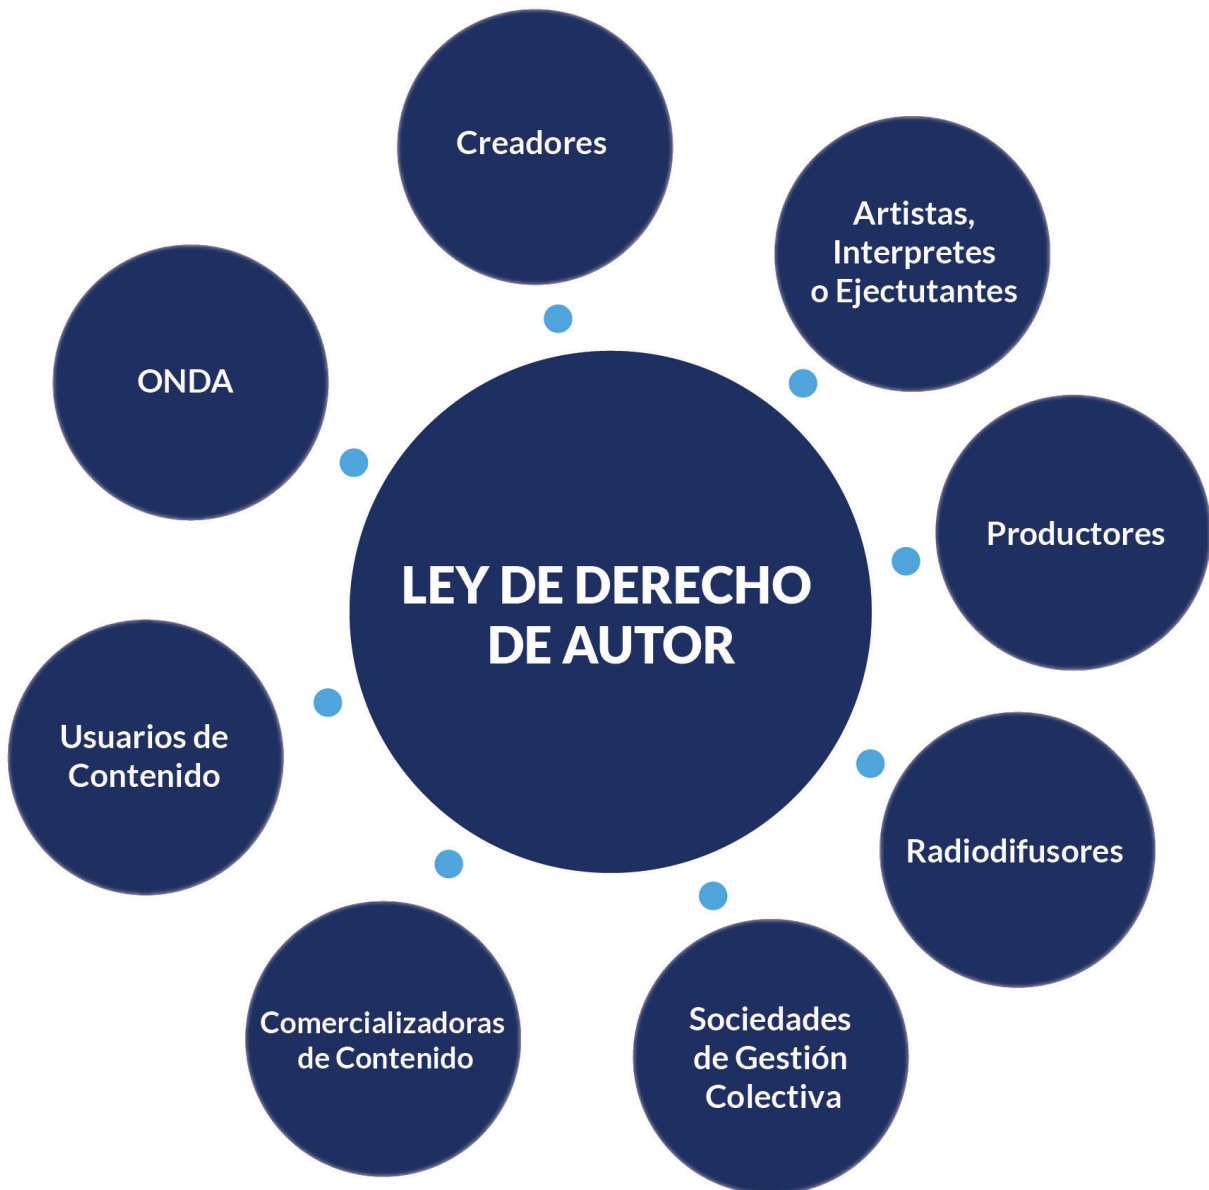 Creadores
Artistas,
Interpretes
o Ejectutantes
ONDA
Productores
LEY DE DERECHO
DE AUTOR
Usuarios de
Contenido
Radiodifusores
Comercializadoras
de Contenido
Sociedades
de Gestión
Colectiva